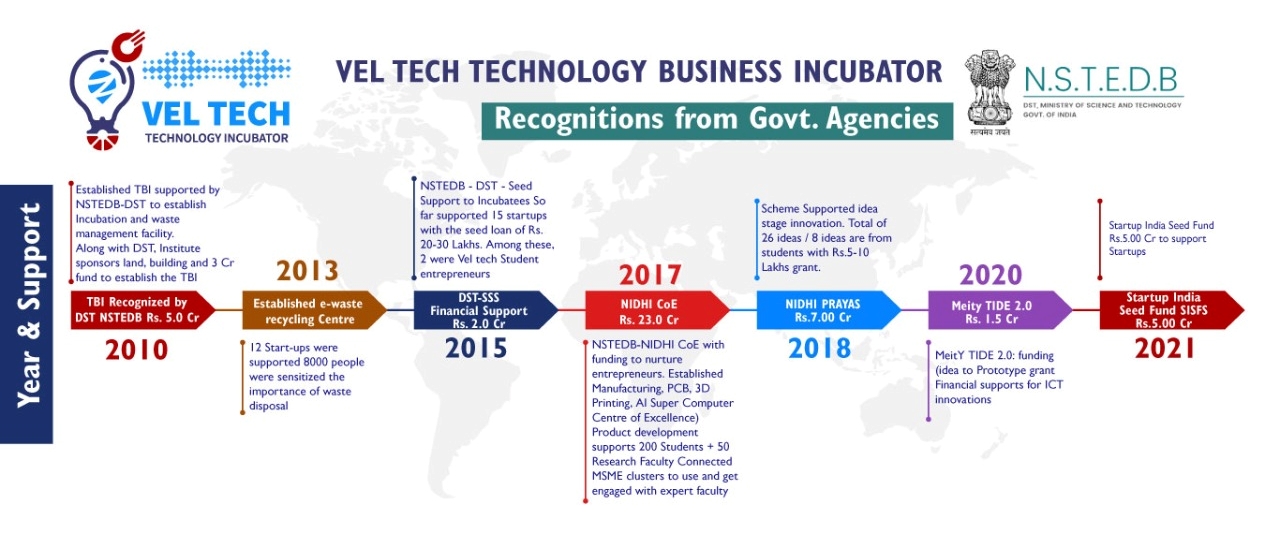 VEL TECH
TECHNOLOGY INCUBATOR
VEL TECH TECHNOLOGY BUSINESS INCUBATOR
Recognitions from Govt. Agencies
सत्यमेव जयते
N.S.T.E.D.B
DST, MINISTRY OF SCIENCE AND TECHNOLOGY
GOVT. OF INDIA
Year & Support
Established TBI supported by
NSTEDB-DST to establish
Incubation and waste
management facility.
Along with DST, Institute
sponsors land, building and 3 Cr
fund to establish the TBI
TBI Recognized by
DST NSTEDB Rs. 5.0 Cr
2010
2013
Established e-waste
recycling Centre
12 Start-ups were
supported 8000 people
were sensitized the
importance of waste
disposal
NSTEDB - DST - Seed
Support to Incubatees So
far supported 15 startups
with the seed loan of Rs.
20-30 Lakhs. Among these,
2 were Vel tech Student
entrepreneurs
DST-SSS
Financial Support
Rs. 2.0 Cr
2015
2017
NIDHI CoE
Rs. 23.0 Cr
NSTEDB-NIDHI CoE with
funding to nurture
entrepreneurs. Established
Manufacturing, PCB, 3D
Printing, AI Super Computer
Centre of Excellence)
Product development
supports 200 Students + 50
Research Faculty Connected
MSME clusters to use and get
engaged with expert faculty
Scheme Supported idea
stage innovation. Total of
26 ideas / 8 ideas are from
students with Rs.5-10
Lakhs grant.
NIDHI PRAYAS
Rs.7.00 Cr
2018
2020
Meity TIDE 2.0
Rs. 1.5 Cr
MeitY TIDE 2.0: funding
(idea to Prototype grant
Financial supports for ICT
innovations
Startup India Seed Fund
Rs.5.00 Cr to support
Startups
Startup India
Seed Fund SISFS
Rs.5.00 Cr
2021